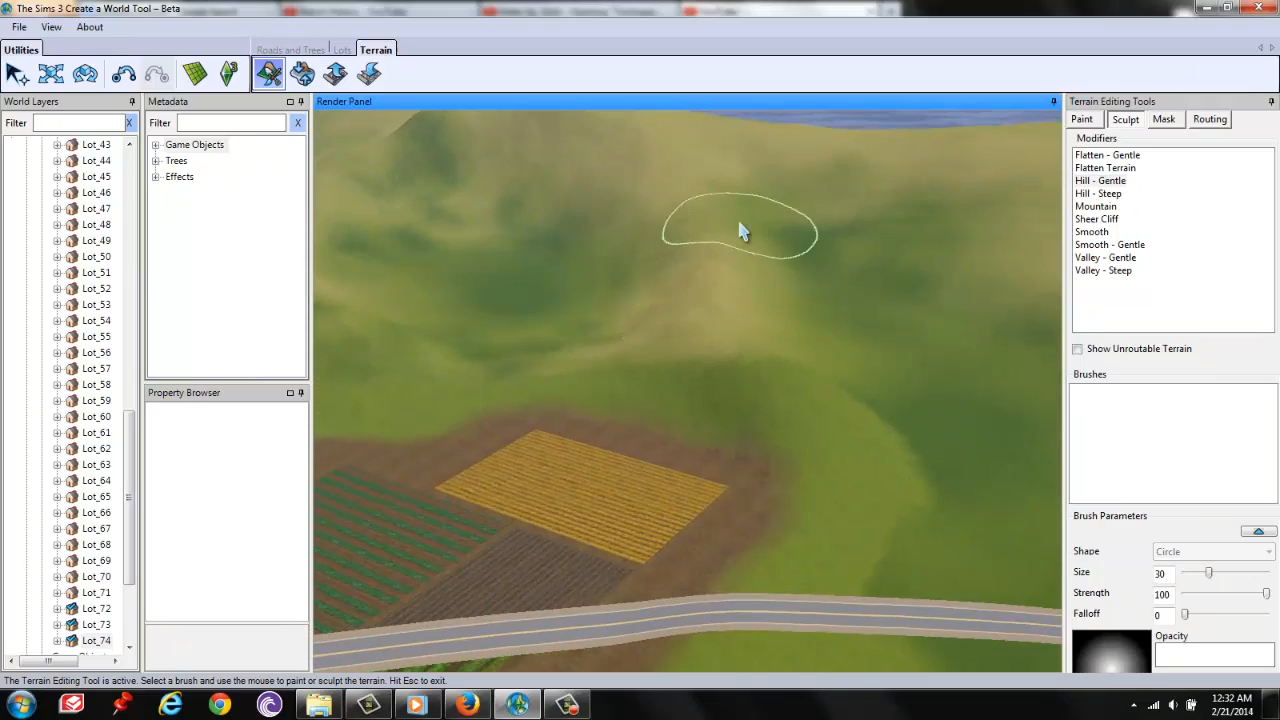 The Sims 3 Create a World Tool – Beta
File View About
Utilities Roads and Trees Lots Terrain
World Layers Metadata Render Panel Terrain Editing Tools
Filter X Filter X Paint Sculpt Mask Routing
Modifiers
Lot_43
Lot_44
Lot_45
Lot_46
Lot_47
Lot_48
Lot_49
Lot_50
Lot_51
Lot_52
Lot_53
Lot_54
Lot_55
Lot_56
Lot_57
Lot_58
Lot_59
Lot_60
Lot_61
Lot_62
Lot_63
Lot_64
Lot_65
Lot_66
Lot_67
Lot_68
Lot_69
Lot_70
Lot_71
Lot_72
Lot_73
Lot_74
Game Objects
Trees
Effects
Property Browser
Flatten - Gentle
Flatten Terrain
Hill - Gentle
Hill - Steep
Mountain
Sheer Cliff
Smooth
Smooth - Gentle
Valley - Gentle
Valley - Steep
Show Unroutable Terrain
Brushes
Brush Parameters
Shape Circle
Size 30
Strength 100
Falloff 0
Opacity
The Terrain Editing Tool is active. Select a brush and use the mouse to paint or sculpt the terrain. Hit Esc to exit.
12:32 AM
2/21/2014